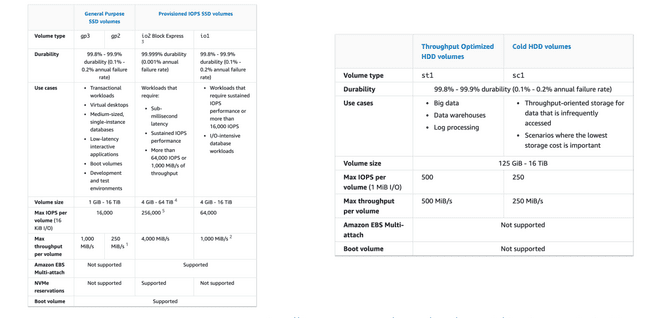 General Purpose
SSD volumes
Provisioned IOPS SSD volumes
Volume type
gp3
gp2
io2 Block Express
3
io1
Durability
99.8% - 99.9%
durability (0.1% -
0.2% annual failure
rate)
99.999% durability
(0.001% annual
failure rate)
99.8% - 99.9%
durability (0.1% -
0.2% annual failure
rate)
Use cases
• Transactional
workloads
• Virtual desktops
• Medium-sized,
single-instance
databases
• Low-latency
interactive
applications
• Boot volumes
• Development
and test
environments
Workloads that
require:
• Sub-
millisecond
latency
• Sustained IOPS
performance
• More than
64,000 IOPS or
1,000 MiB/s of
throughput
• Workloads that
require sustained
IOPS
performance or
more than
16,000 IOPS
• I/O-intensive
database
workloads
Volume size
1 GiB - 16 TiB
4 GiB - 64 TiB 4
4 GiB - 16 TiB
Max IOPS per
volume (16
KiB I/O)
16,000
256,000 5
64,000
Max
throughput
per volume
1,000
MiB/s
250
MiB/s 1
4,000 MiB/s
1,000 MiB/s 2
Amazon EBS
Multi-attach
Not supported
Supported
NVMe
reservations
Not supported
Supported
Not supported
Boot volume
Supported
Throughput Optimized
HDD volumes
Cold HDD volumes
Volume type
st1
sc1
Durability
99.8% - 99.9% durability (0.1% - 0.2% annual failure rate)
Use cases
• Big data
• Data warehouses
• Log processing
• Throughput-oriented storage for
data that is infrequently
accessed
• Scenarios where the lowest
storage cost is important
Volume size
125 GiB - 16 TiB
Max IOPS per
volume (1 MiB I/O)
500
250
Max throughput
per volume
500 MiB/s
250 MiB/s
Amazon EBS Multi-
attach
Not supported
Boot volume
Not supported